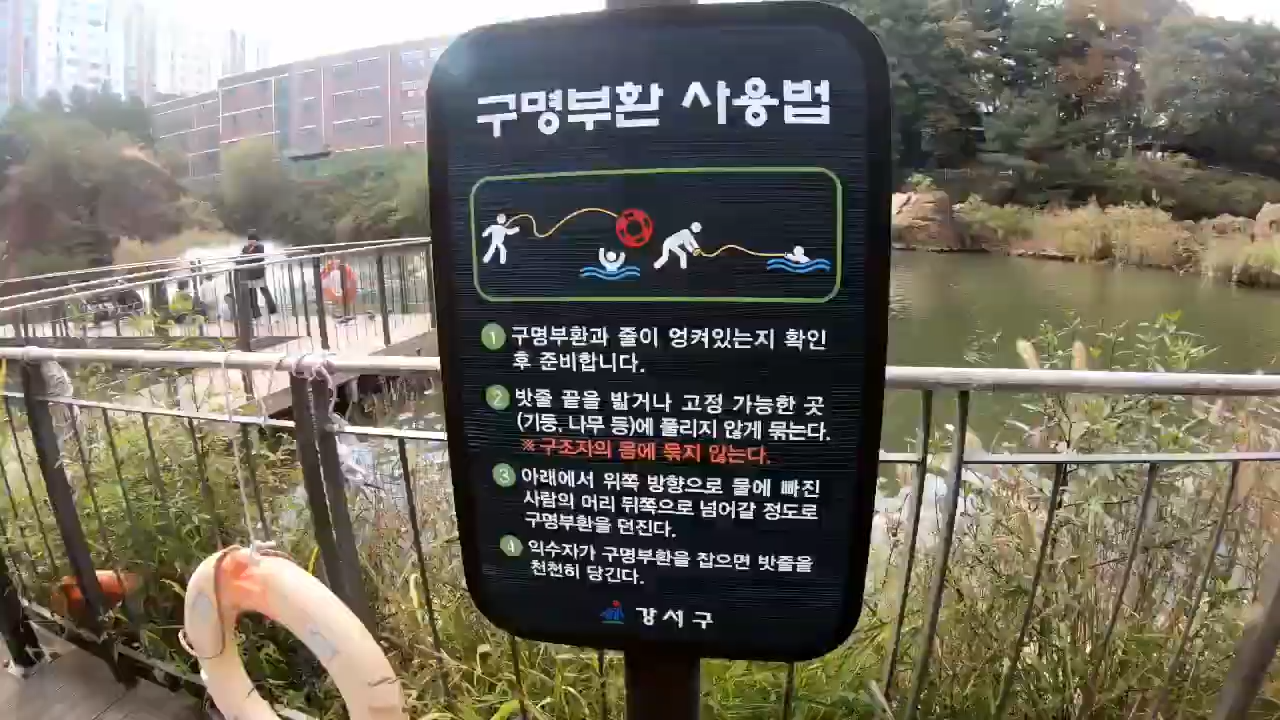 구명부환 사용법
1 구명부환과 줄이 엉켜있는지 확인
후 준비합니다.
2 밧줄 끝을 밟거나 고정 가능한 곳
(기둥, 나무 등)에 풀리지 않게 묶는다.
※ 구조자의 몸에 묶지 않는다.
3 아래에서 위쪽 방향으로 물에 빠진
사람의 머리 뒤쪽으로 넘어갈 정도로
구명부환을 던진다.
4 익수자가 구명부환을 잡으면 밧줄을
천천히 당긴다.
강서구